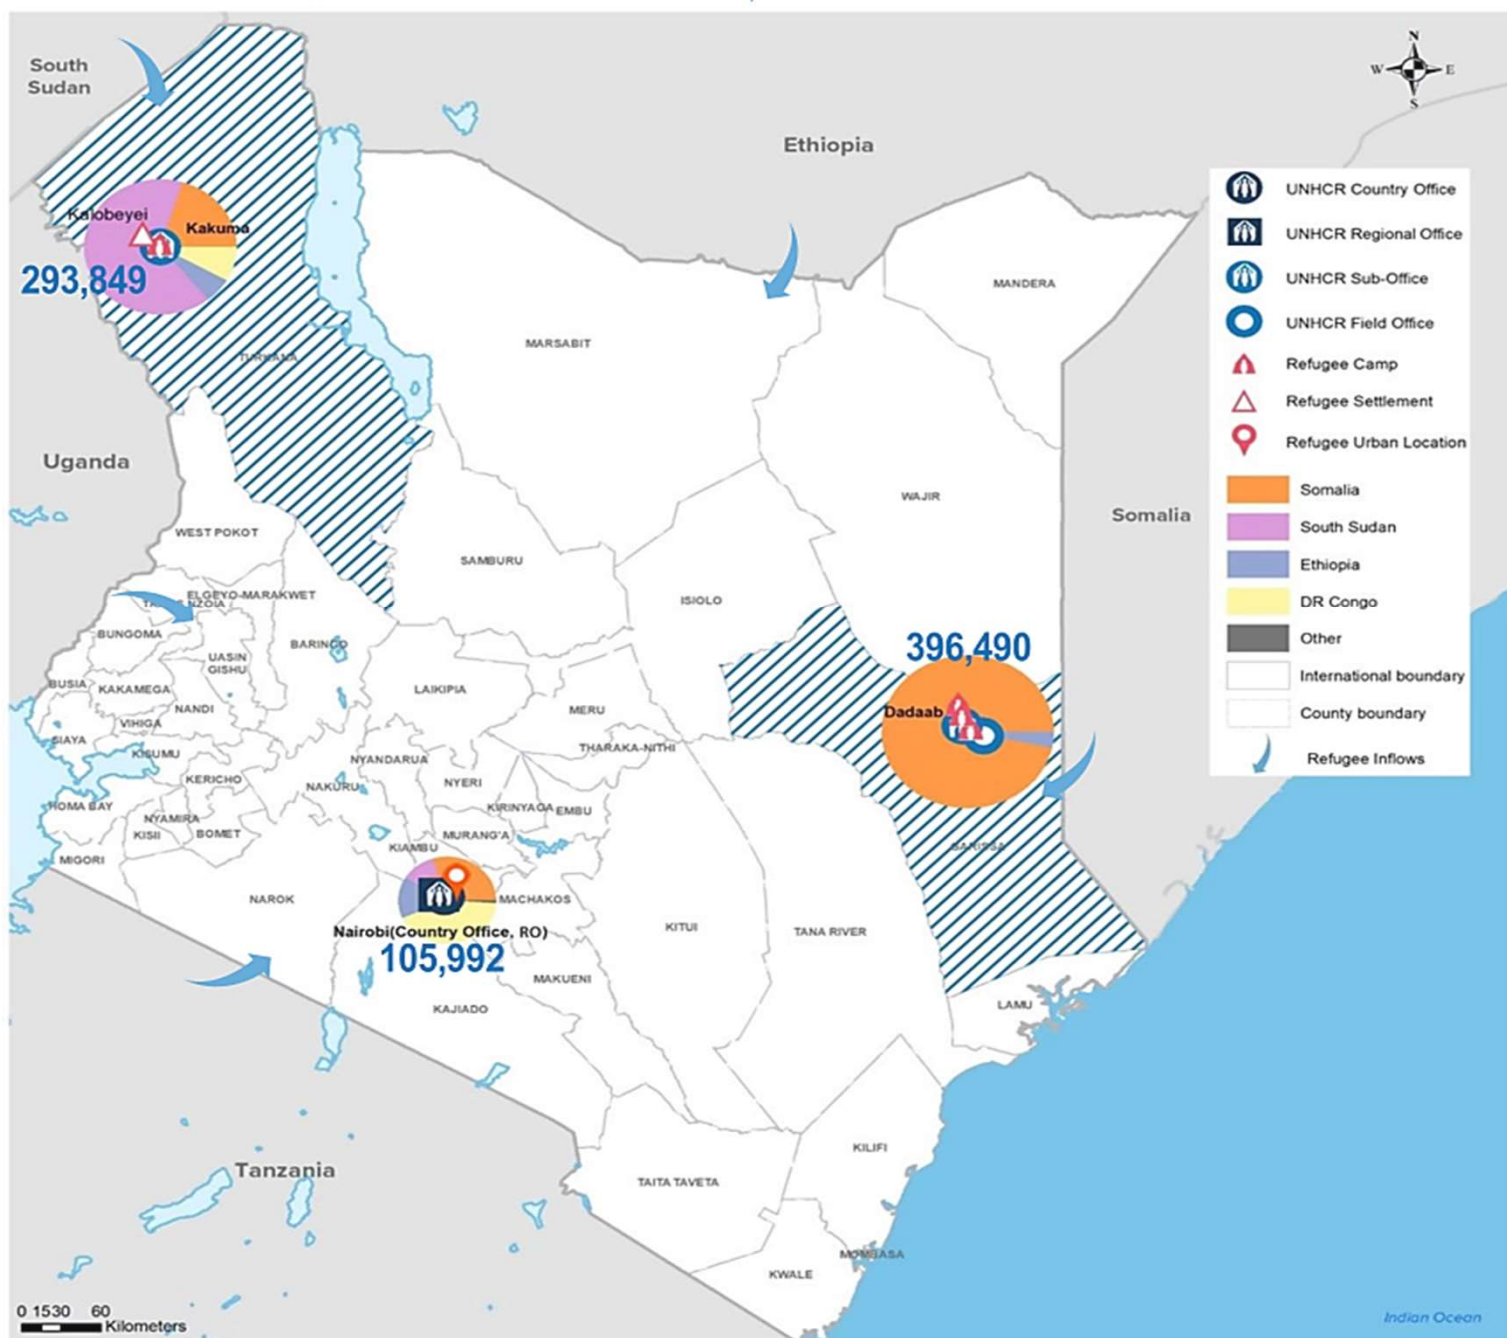 South
Sudan
Ethiopia
N
W
E
S
UNHCR Country Office
UNHCR Regional Office
UNHCR Sub-Office
UNHCR Field Office
Refugee Camp
Refugee Settlement
Refugee Urban Location
Somalia
South Sudan
Ethiopia
DR Congo
Other
International boundary
County boundary
Refugee Inflows
Kalobeyei
Kakuma
293,849
TURKANA
MARSABIT
MANDERA
Uganda
WAJIR
Somalia
WEST POKOT
SAMBURU
ISIOLO
ELGEYO-MARAKWET
NZOIA
BUNGOMA
BARINGO
UASIN
GISHU
396,490
BUSIA
KAKAMEGA
LAIKIPIA
NANDI
MERU
Dadaab
VIHIGA
SIAYA
KISUMU
THARAKA-NITHI
NYANDARUA
KERICHO
NAKURU
NYERI
HOMA BAY
KIRINYAGA
EMBU
NYAMIRA
KISII
BOMET
MURANG'A
KIAMBU
GARISSA
MIGORI
NAROK
MACHAKOS
KITUI
TANA RIVER
Nairobi(Country Office, RO)
105,992
MAKUENI
KAJIADO
LAMU
KILIFI
Tanzania
TAITA TAVETA
MOMBASA
KWALE
0 1530 60
Kilometers
Indian Ocean